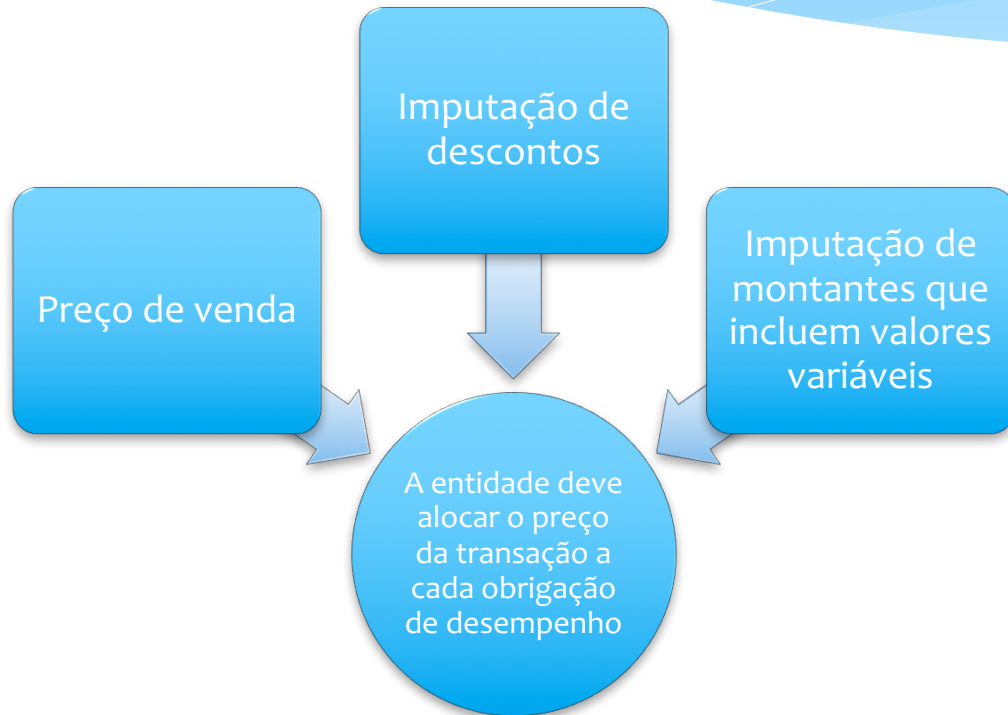 Imputação de
descontos
Preço de venda
Imputação de
montantes que
incluem valores
variáveis
A entidade deve
alocar o preço
da transação a
cada obrigação
de desempenho